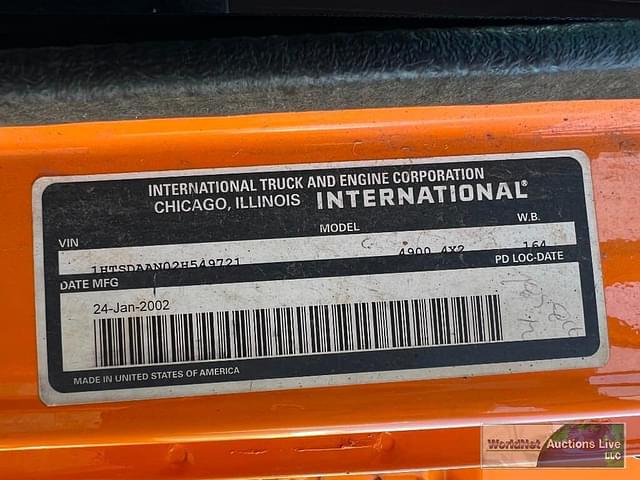 INTERNATIONAL TRUCK AND ENGINE CORPORATION
CHICAGO, ILLINOIS INTERNATIONAL®
VIN MODEL W.B.
1HTSDAAN02H549721 4900 4X2 164
DATE MFG PD LOC-DATE
24-Jan-2002
MADE IN UNITED STATES OF AMERICA
WorldNet Auctions Live
LLC